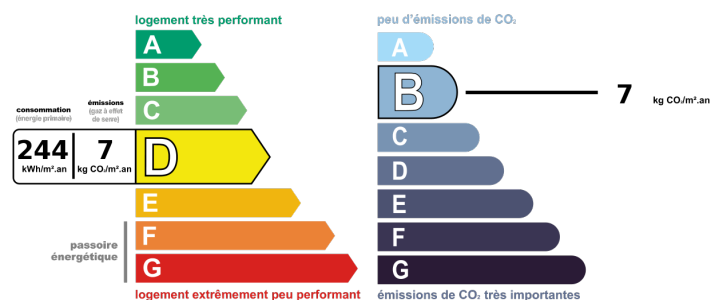 logement très performant
A
B
C
consommation
(énergie primaire)
émissions
(gaz à effet
de serre)
244
kWh/m².an
7
kg CO₂/m².an
D
E
F
G
passoire
énergétique
logement extrêmement peu performant
peu d'émissions de CO₂
A
B
7
kg CO₂/m².an
C
D
E
F
G
émissions de CO₂ très importantes